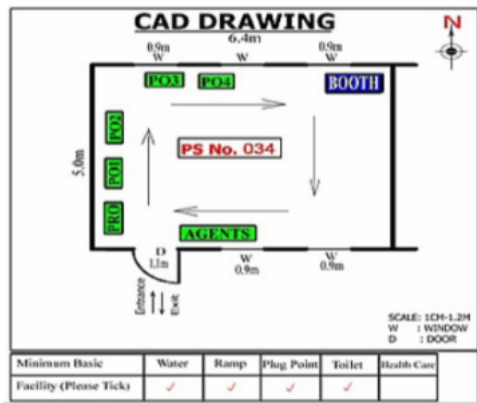 CAD DRAWING
6.4m
N
0.9m
0.9m
W
W
W
PO3
PO4
BOOTH
PO2
PO1
PRO
5.0m
PS No. 034
AGENTS
D
1.1m
W
0.9m
W
0.9m
Entrance
Exit
SCALE: 1CM-1.2M
W : WINDOW
D : DOOR
Minimum Basic Water Ramp Plug Point Toilet Health Care
Facility (Please Tick) ✓ ✓ ✓ ✓